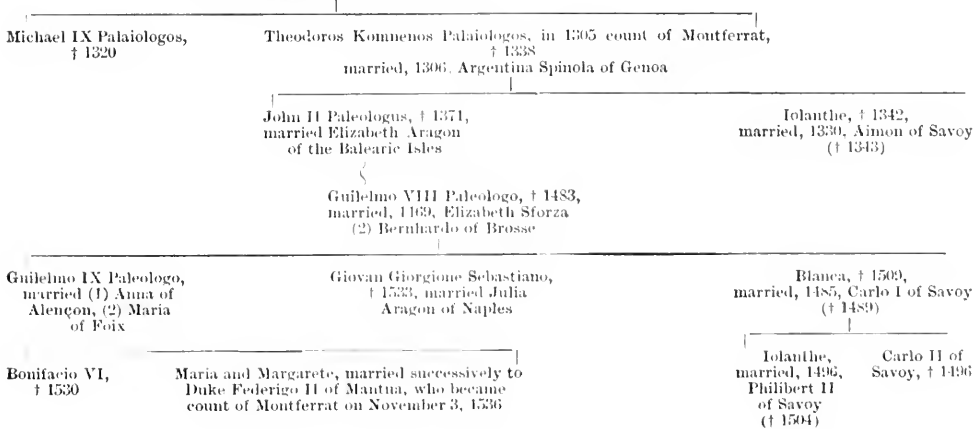 Michael IX Palaiologos,
† 1320
Theodoros Komnenos Palaiologos, in 1305 count of Montferrat,
† 1338
married, 1306, Argentina Spinola of Genoa
John II Paleologus, † 1371,
married Elizabeth Aragon
of the Balearic Isles
Iolanthe, † 1342,
married, 1330, Aimon of Savoy
(† 1343)
Guilelmo VIII Paleologo, † 1483,
married, 1469, Elizabeth Sforza
(2) Bernhardo of Brosse
Guilelmo IX Paleologo,
married (1) Anna of
Alençon, (2) Maria
of Foix
Giovan Giorgione Sebastiano,
† 1533, married Julia
Aragon of Naples
Blanca, † 1509,
married, 1485, Carlo I of Savoy
(† 1489)
Bonifacio VI,
† 1530
Maria and Margarete, married successively to
Duke Federigo II of Mantua, who became
count of Montferrat on November 3, 1536
Iolanthe,
married, 1496,
Philibert II
of Savoy
(† 1504)
Carlo II of
Savoy, † 1496